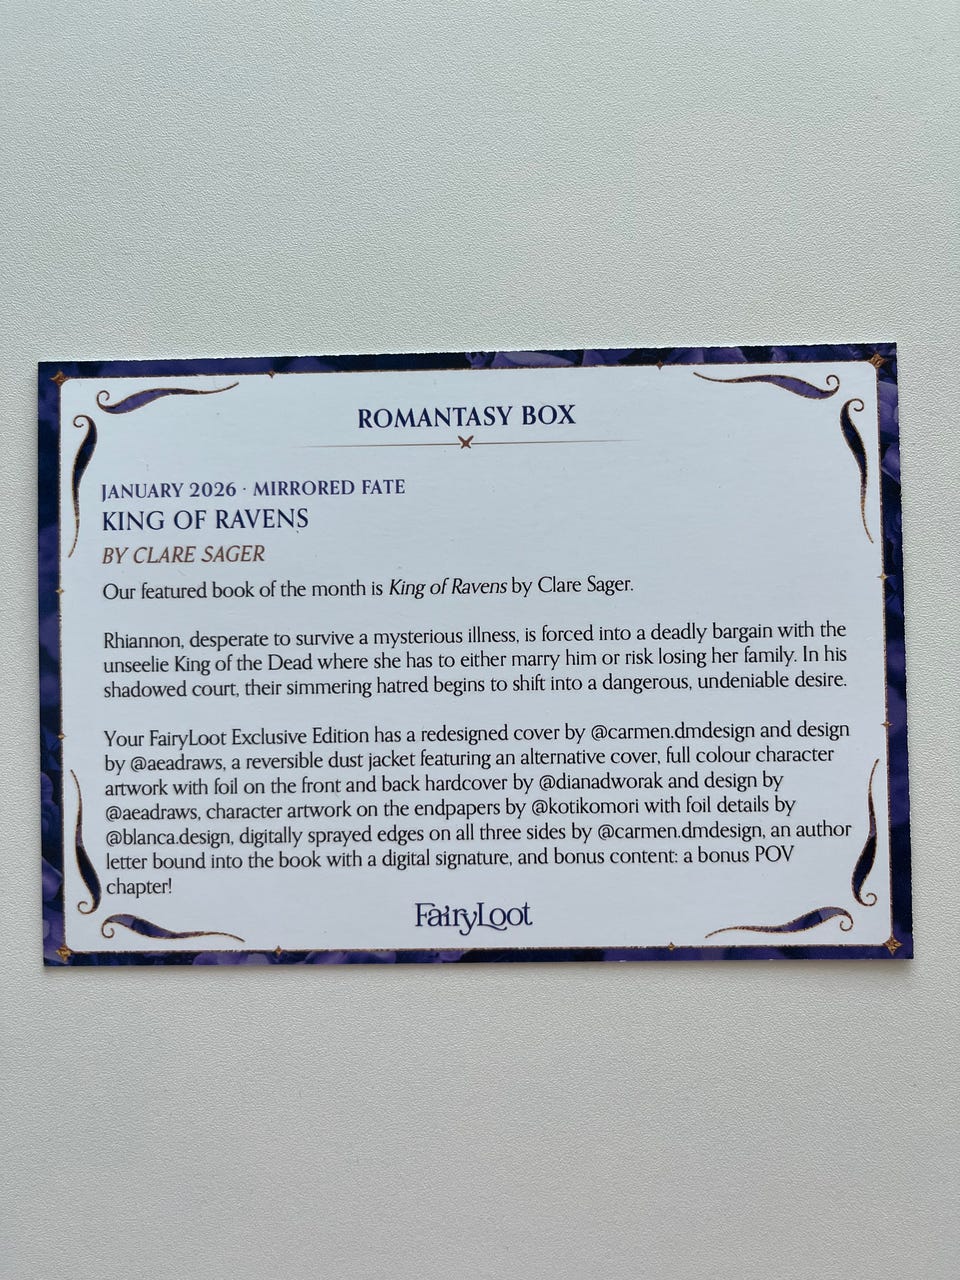 ROMANTASY BOX
JANUARY 2026 · MIRRORED FATE
KING OF RAVENS
BY CLARE SAGER
Our featured book of the month is King of Ravens by Clare Sager.
Rhiannon, desperate to survive a mysterious illness, is forced into a deadly bargain with the
unseelie King of the Dead where she has to either marry him or risk losing her family. In his
shadowed court, their simmering hatred begins to shift into a dangerous, undeniable desire.
Your FairyLoot Exclusive Edition has a redesigned cover by @carmen.dmdesign and design
by @aeadraws, a reversible dust jacket featuring an alternative cover, full colour character
artwork with foil on the front and back hardcover by @dianadworak and design by
@aeadraws, character artwork on the endpapers by @kotikomori with foil details by
@blanca.design, digitally sprayed edges on all three sides by @carmen.dmdesign, an author
letter bound into the book with a digital signature, and bonus content: a bonus POV
chapter!
FairyLoot